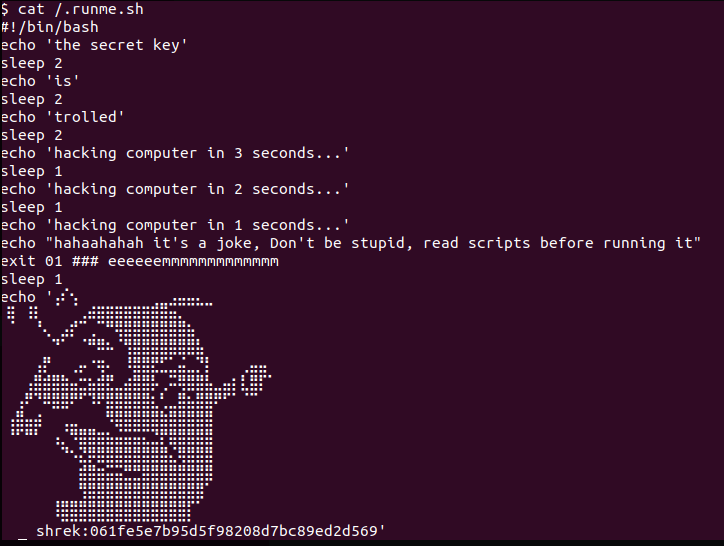 $ cat /.runme.sh
#!/bin/bash
echo 'the secret key'
sleep 2
echo 'is'
sleep 2
echo 'trolled'
sleep 2
echo 'hacking computer in 3 seconds...'
sleep 1
echo 'hacking computer in 2 seconds...'
sleep 1
echo 'hacking computer in 1 seconds...'
echo "hahaahahah it's a joke, Don't be stupid, read scripts before running it"
exit 01 ### eeeeeemmmmmmmmmmmmm
sleep 1
echo '
_ shrek:061fe5e7b95d5f98208d7bc89ed2d569'